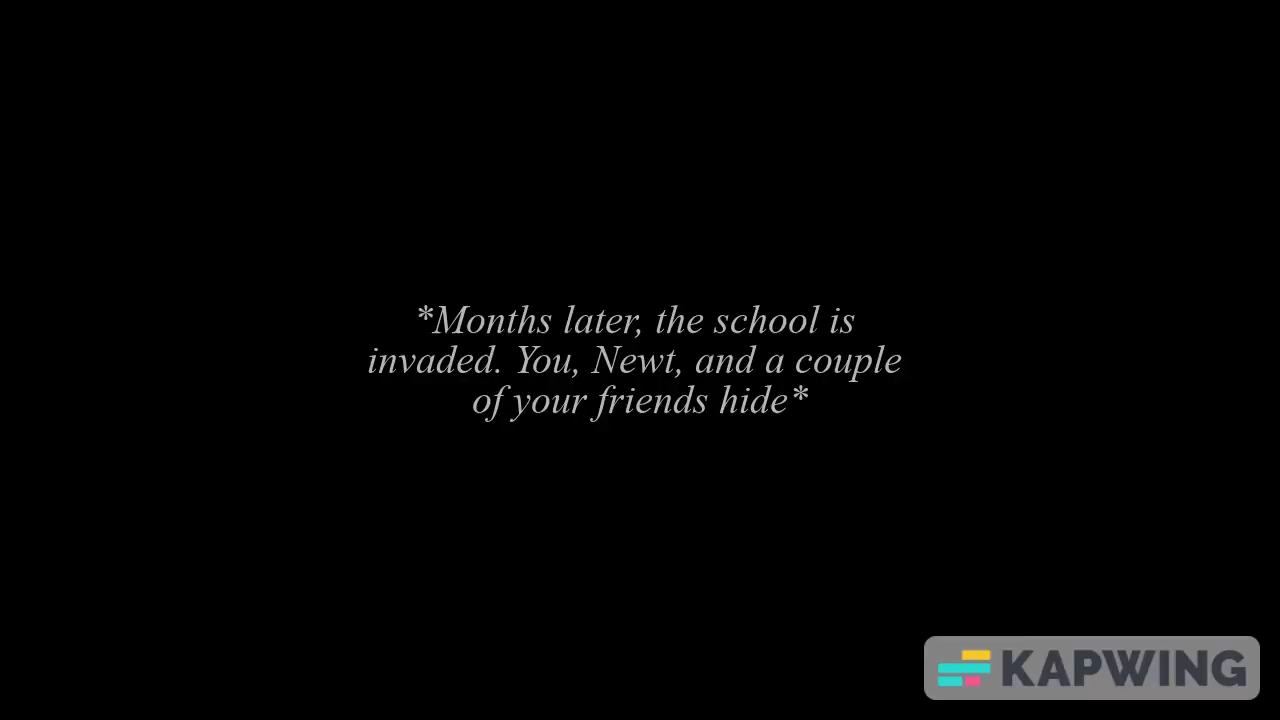 *Months later, the school is
invaded. You, Newt, and a couple
of your friends hide*
KAPWING